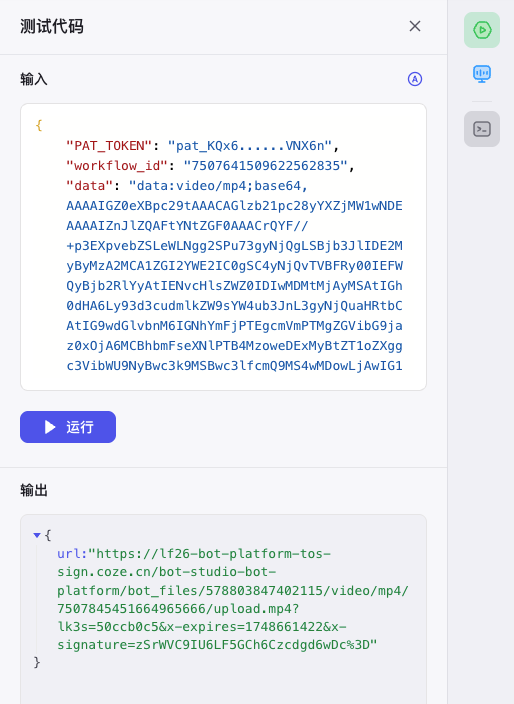 测试代码
输入
{
"PAT_TOKEN": "pat_KQx6......VNX6n",
"workflow_id": "7507641509622562835",
"data": "data:video/mp4;base64,
AAAAIGZ0eXBpc29tAAACAGlzb21pc28yYXZjMW1wNDE
AAAAIZnJlZQAFtYNtZGF0AAACrQYF//
+p3EXpvebZSLeWLNgg2SPu73gyNjQgLSBjb3JlIDE2M
yByMzA2MCA1ZGI2YWE2IC0gSC4yNjQvTVBFRy00IEFW
QyBjb2RlYyAtIENvcHlsZWZ0IDIwMDMtMjAyMSAtIGh
0dHA6Ly93d3cudmlkZW9sYW4ub3JnL3gyNjQuaHRtbC
AtIG9wdGlvbnM6IGNhYmFjPTEgcmVmPTMgZGVibG9ja
z0xOjA6MCBhbmFseXNlPTB4MzoweDExMyBtZT1oZXgg
c3VibWU9NyBwc3k9MSBwc3lfcmQ9MS4wMDowLjAwIG1
运行
输出
{
url:"https://lf26-bot-platform-tos-
sign.coze.cn/bot-studio-bot-
platform/bot_files/578803847402115/video/mp4/
7507845451664965666/upload.mp4?
lk3s=50ccb0c5&x-expires=1748661422&x-
signature=zSrWVC9IU6LF5GCh6Czcdgd6wDc%3D"
}